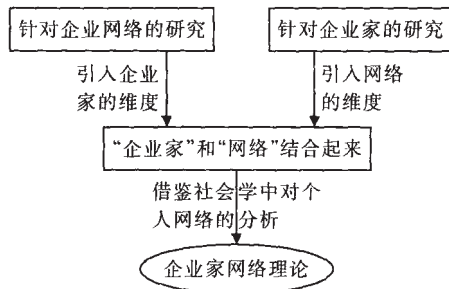 针对企业网络的研究
针对企业家的研究
引入企业
家的维度
引入网络
的维度
“企业家”和“网络”结合起来
借鉴社会学中对个
人网络的分析
企业家网络理论